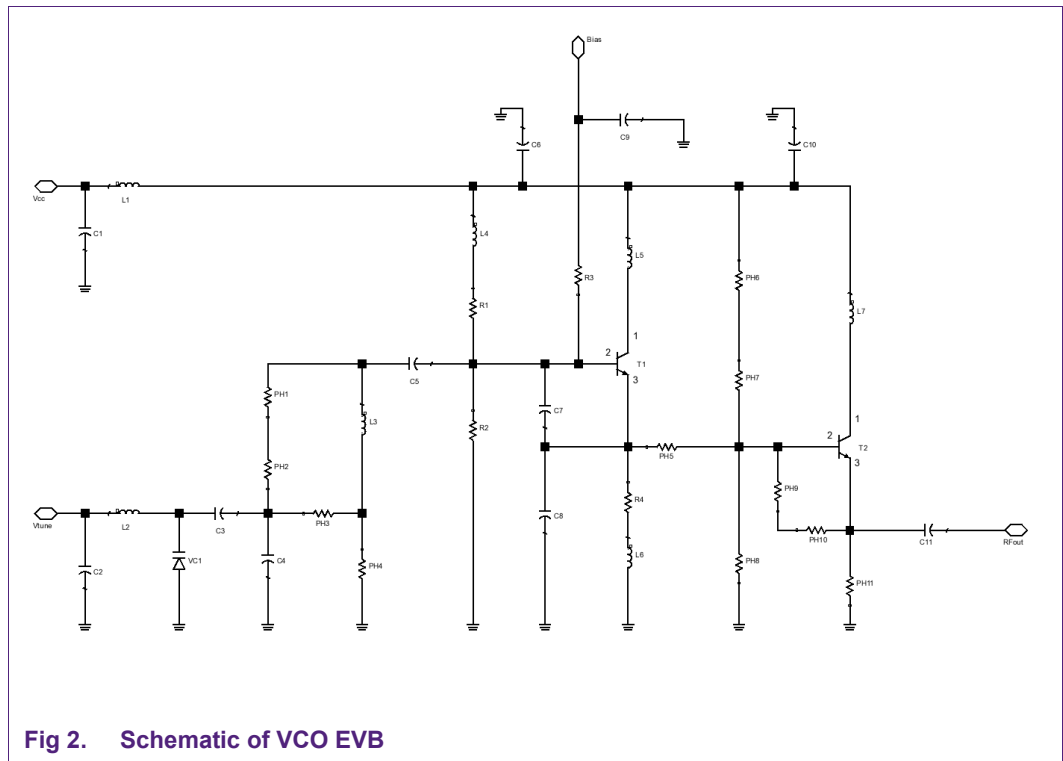 Bias
C6
C9
C10
Vcc
L1
C1
L4
L5
R3
PH6
L7
R1
1
2
T1
3
C5
PH1
L3
C7
PH7
R2
1
2
T2
3
PH2
PH5
Vtune
L2
C3
PH3
R4
PH9
PH10
C11
RFout
C2
VC1
C4
PH4
C8
L6
PH8
PH11
Fig 2. Schematic of VCO EVB